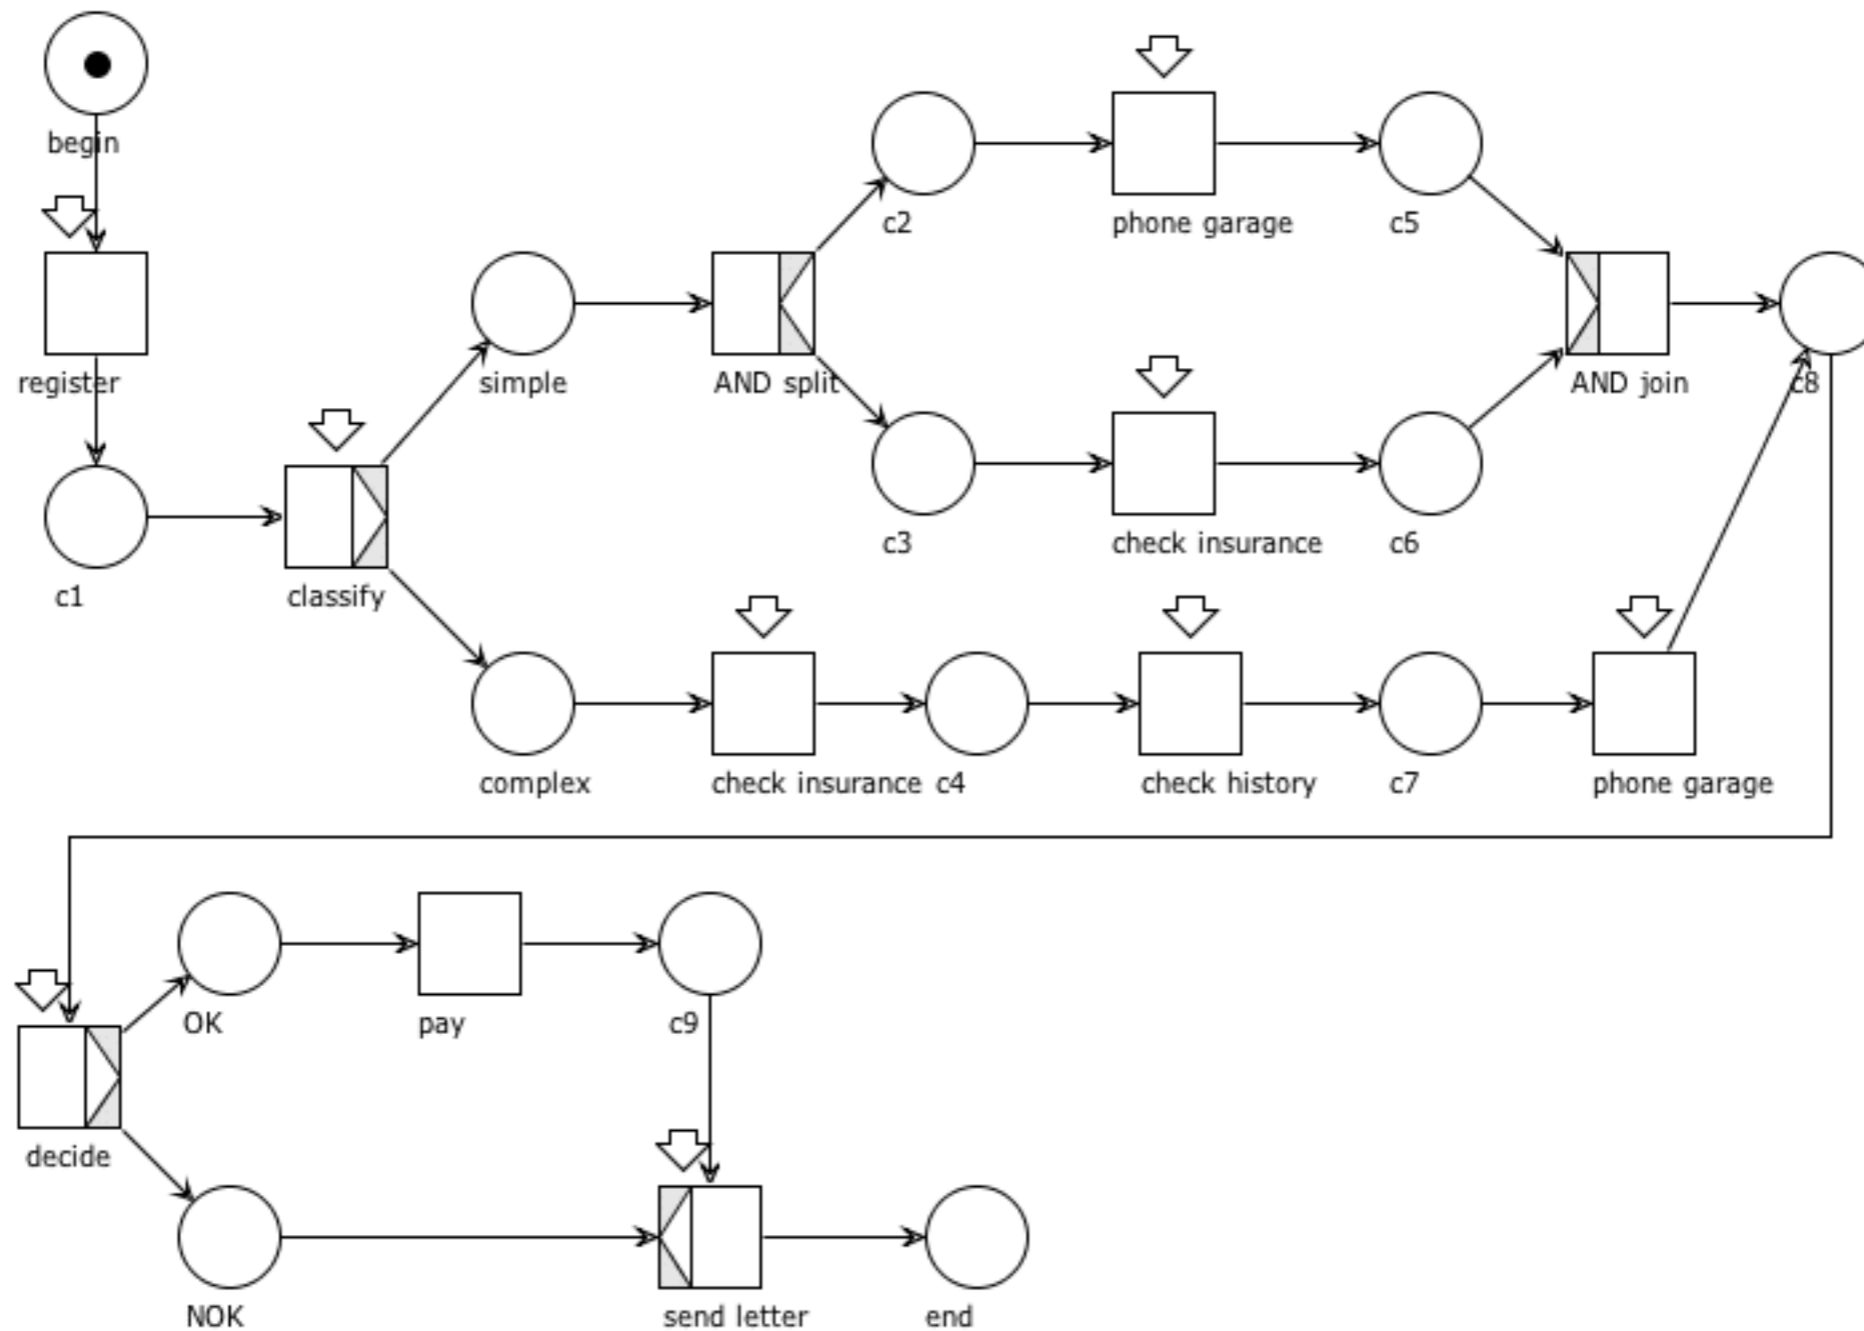 begin
c2
phone garage
c5
register
simple
AND split
AND join
c8
c3
check insurance
c6
c1
classify
complex
check insurance
c4
check history
c7
phone garage
OK
pay
c9
decide
NOK
send letter
end